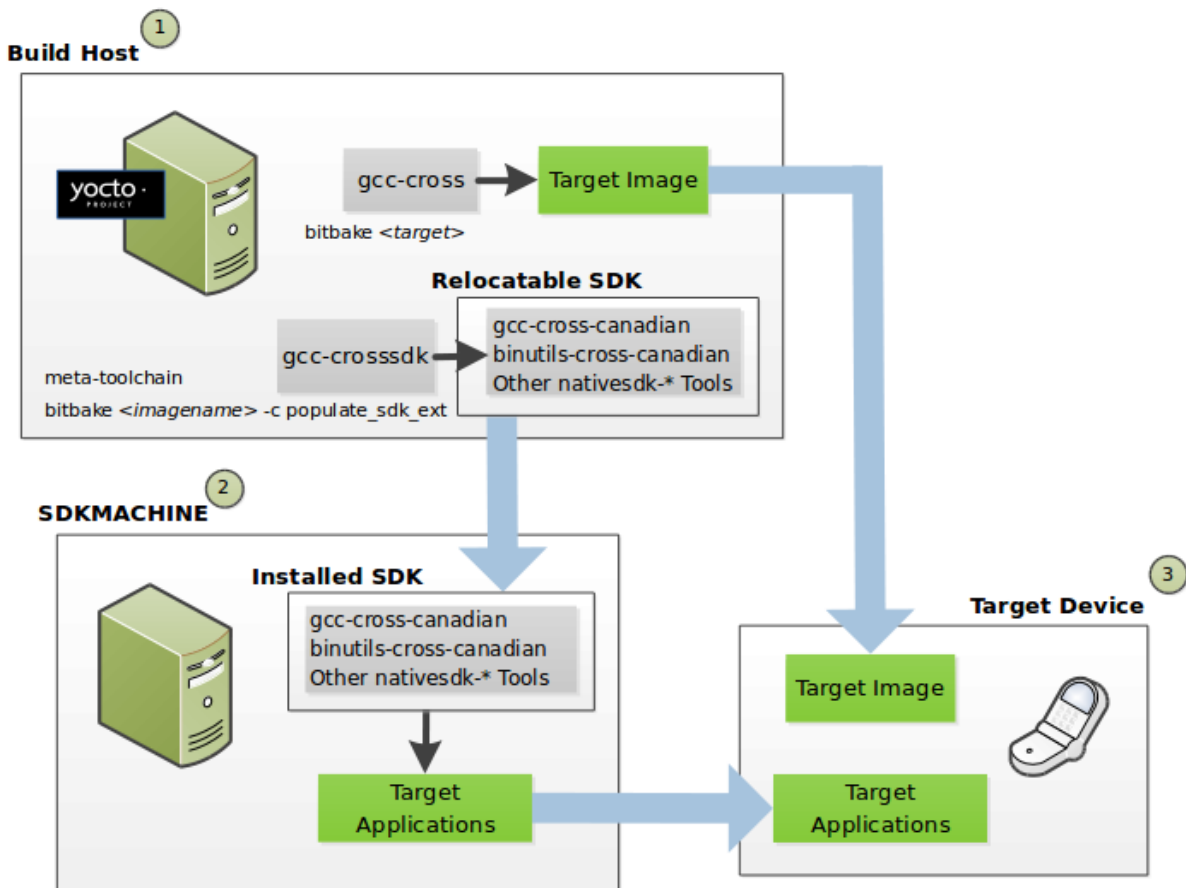 1
Build Host
yocto ·
PROJECT
gcc-cross
Target Image
bitbake <target>
Relocatable SDK
gcc-crosssdk
gcc-cross-canadian
binutils-cross-canadian
Other nativesdk-* Tools
meta-toolchain
bitbake <imagename> -c populate_sdk_ext
2
SDKMACHINE
Installed SDK
gcc-cross-canadian
binutils-cross-canadian
Other nativesdk-* Tools
Target
Applications
3
Target Device
Target Image
Target
Applications